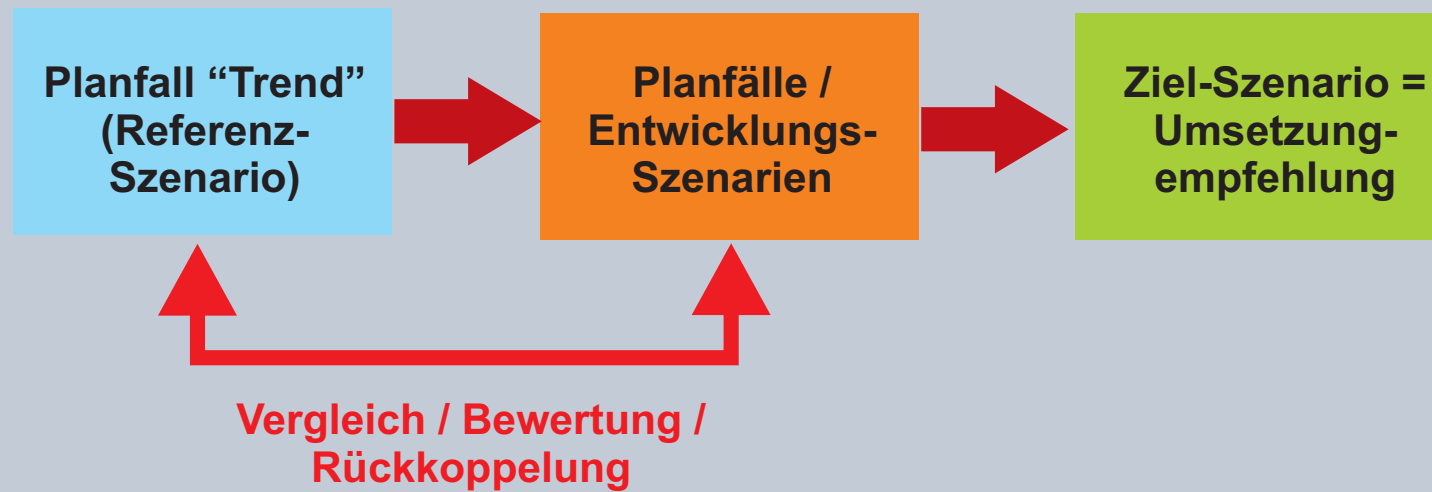 Planfall “Trend”
(Referenz-
Szenario)
Planfälle /
Entwicklungs-
Szenarien
Ziel-Szenario =
Umsetzung-
empfehlung
Vergleich / Bewertung /
Rückkoppelung